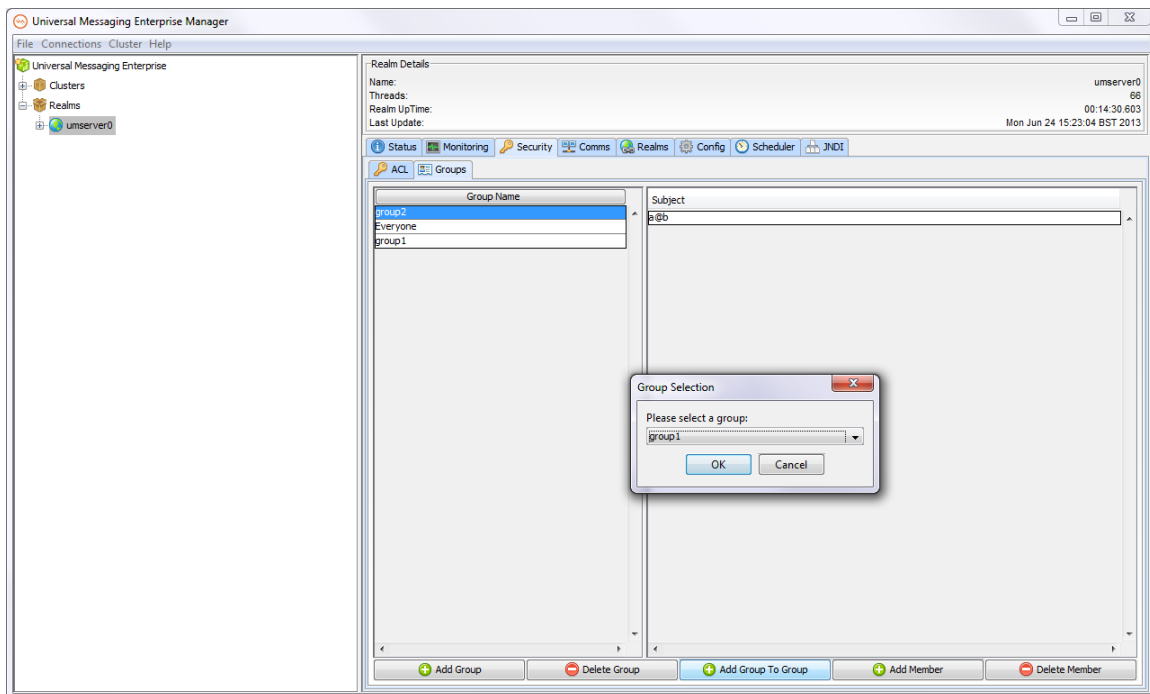 Universal Messaging Enterprise Manager
File Connections Cluster Help
Universal Messaging Enterprise
Clusters
Realms
umserver0
Realm Details
Name: umserver0
Threads: 66
Realm UpTime: 00:14:30.603
Last Update: Mon Jun 24 15:23:04 BST 2013
Status Monitoring Security Comms Realms Config Scheduler JNDI
ACL Groups
Group Name
group2
Everyone
group1
Subject
a@b
Group Selection
Please select a group:
group1
OK Cancel
Add Group Delete Group Add Group To Group Add Member Delete Member